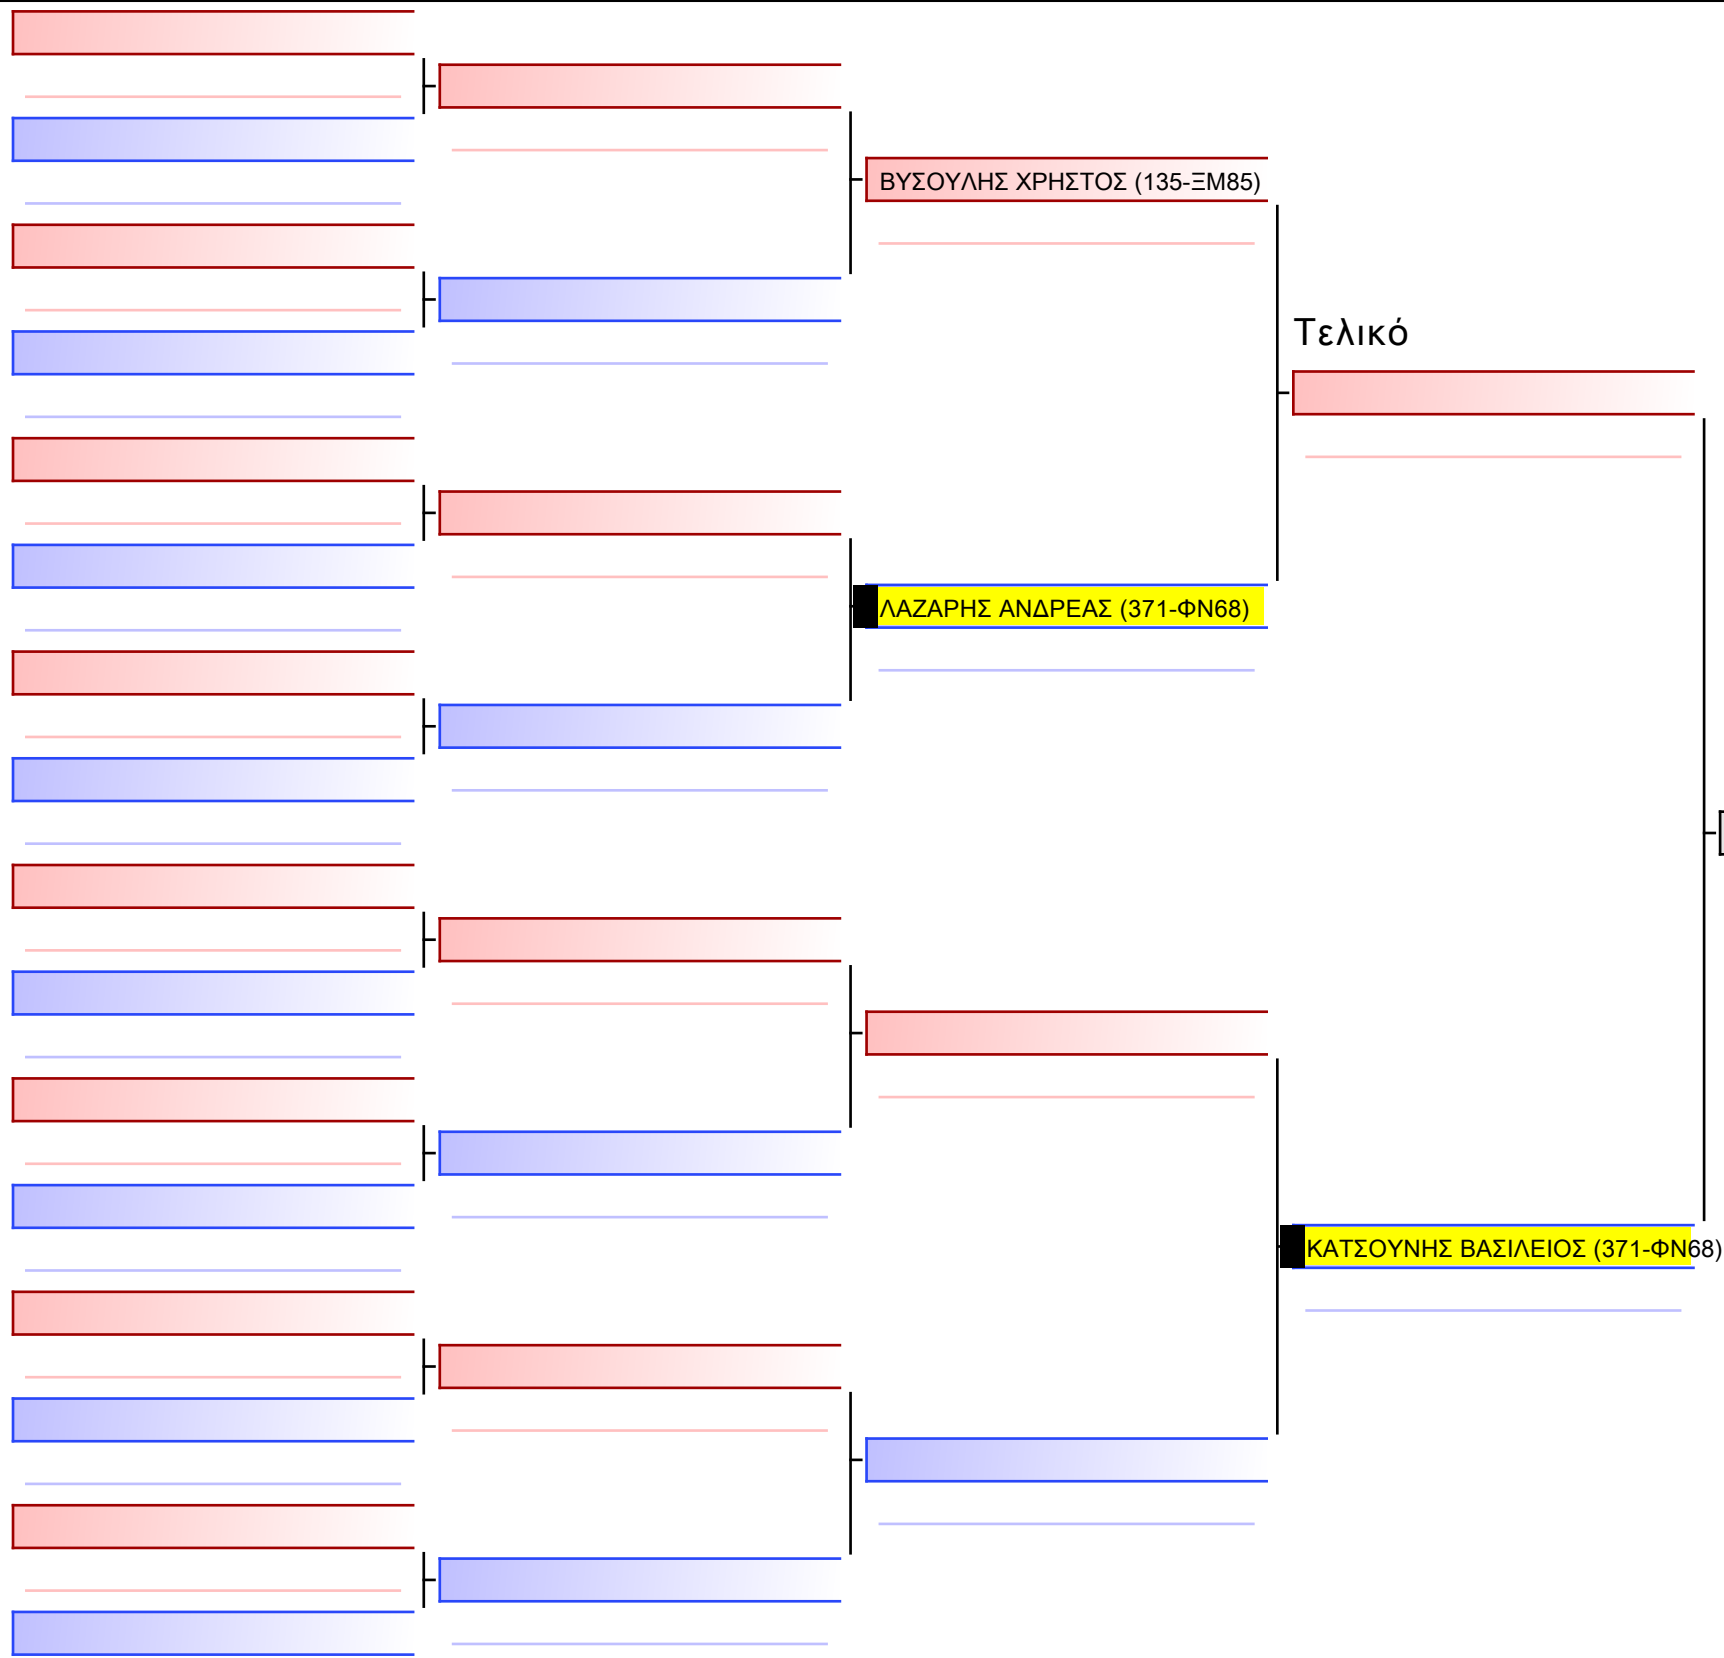 ΒΥΣΟΥΛΗΣ ΧΡΗΣΤΟΣ (135-ΞΜ85)
Τελικό
ΛΑΖΑΡΗΣ ΑΝΔΡΕΑΣ (371-ΦΝ68)
ΚΑΤΣΟΥΝΗΣ ΒΑΣΙΛΕΙΟΣ (371-ΦΝ68)